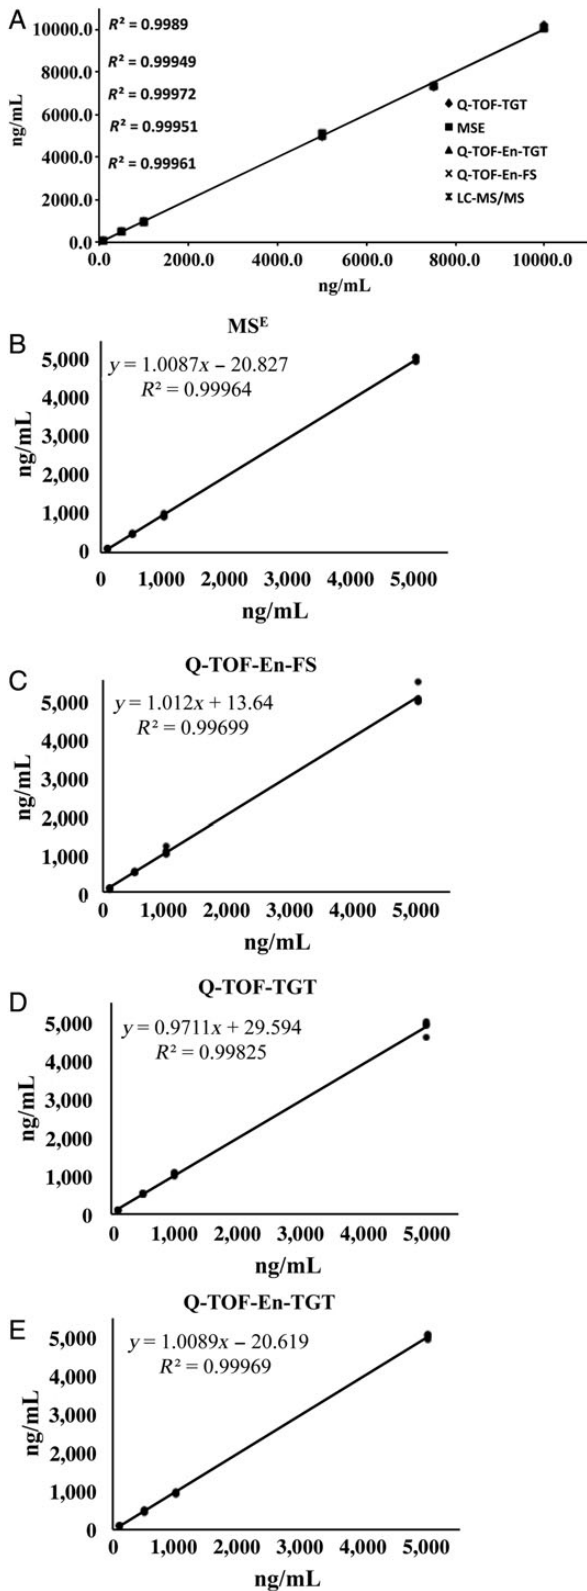 A
10000.0
8000.0
6000.0
4000.0
2000.0
0.0
ng/mL
R² = 0.9989
R² = 0.99949
R² = 0.99972
R² = 0.99951
R² = 0.99961
Q-TOF-TGT
MSE
Q-TOF-En-TGT
Q-TOF-En-FS
LC-MS/MS
0.0 2000.0 4000.0 6000.0 8000.0 10000.0
ng/mL
B
MSᴱ
y = 1.0087x – 20.827
R² = 0.99964
5,000
4,000
3,000
2,000
1,000
0
ng/mL
0 1,000 2,000 3,000 4,000 5,000
ng/mL
C
Q-TOF-En-FS
y = 1.012x + 13.64
R² = 0.99699
5,000
4,000
3,000
2,000
1,000
0
ng/mL
0 1,000 2,000 3,000 4,000 5,000
ng/mL
D
Q-TOF-TGT
y = 0.9711x + 29.594
R² = 0.99825
5,000
4,000
3,000
2,000
1,000
0
ng/mL
0 1,000 2,000 3,000 4,000 5,000
ng/mL
E
Q-TOF-En-TGT
y = 1.0089x – 20.619
R² = 0.99969
5,000
4,000
3,000
2,000
1,000
0
ng/mL
0 1,000 2,000 3,000 4,000 5,000
ng/mL